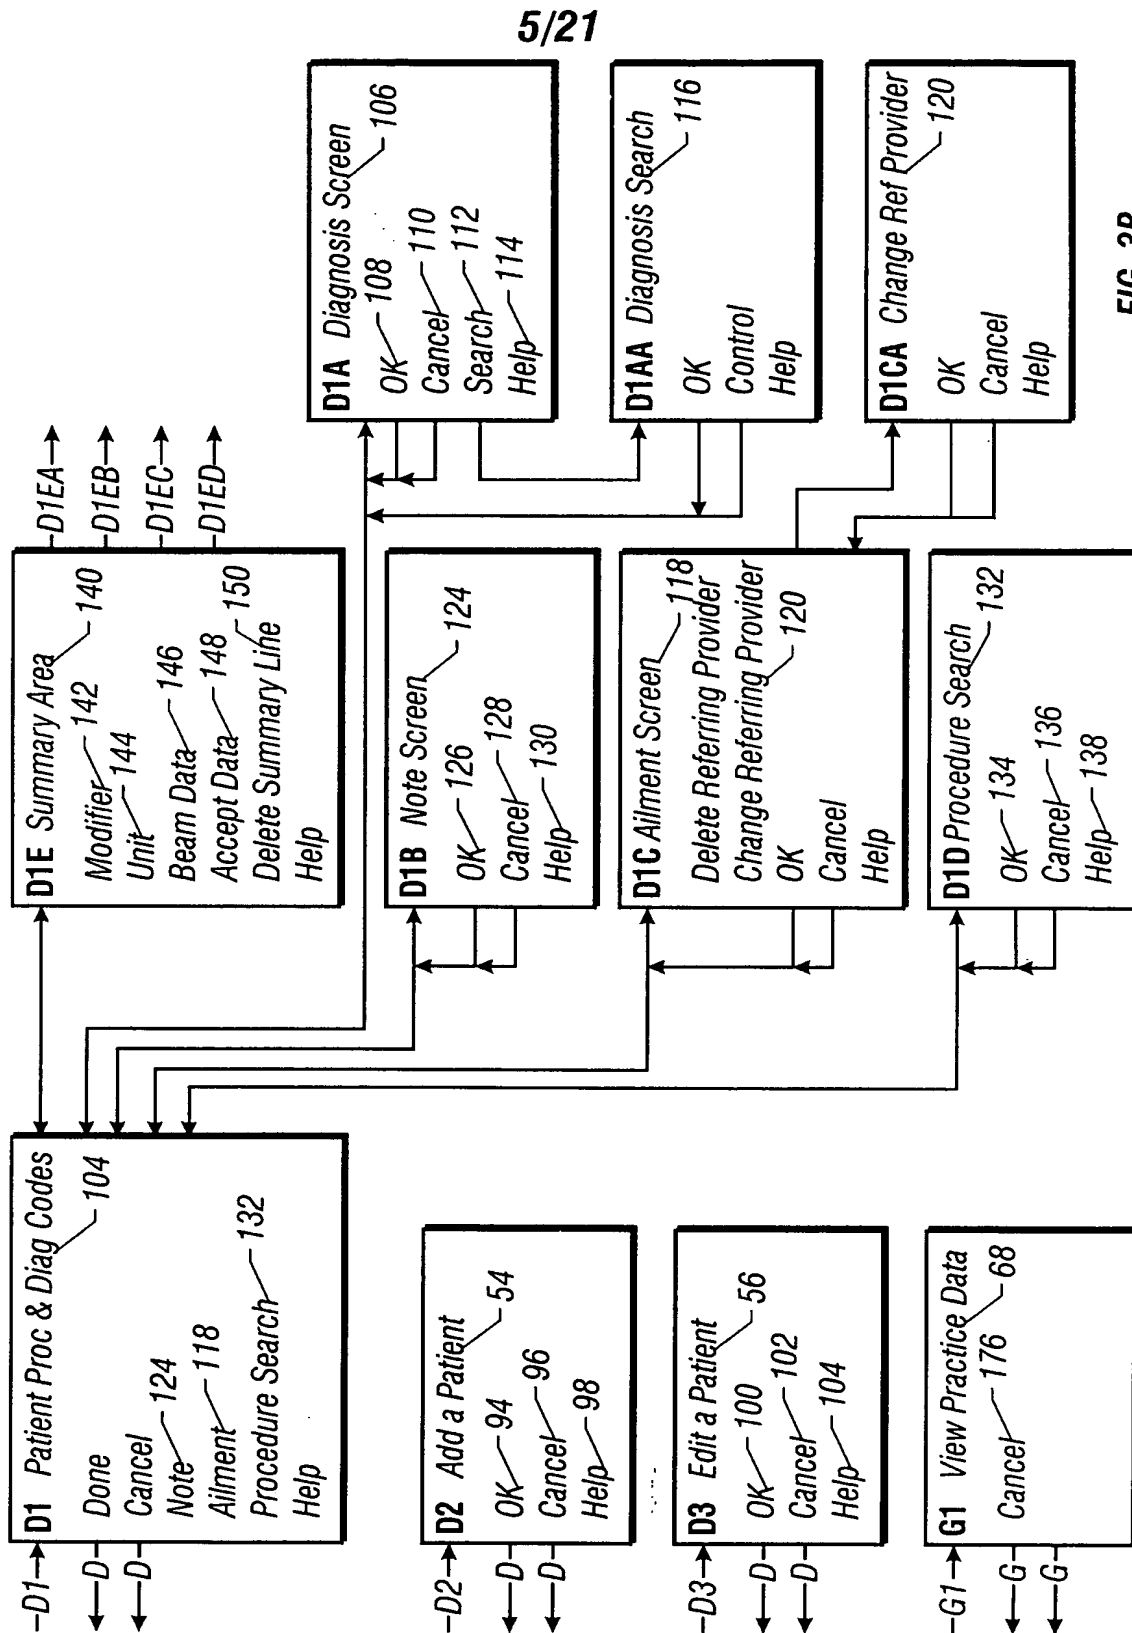 5/21
D1 Patient Proc & Diag Codes
104
Done
Cancel
Note 124
Ailment 118
Procedure Search 132
Help
D1
D
D
D2 Add a Patient 54
OK 94
Cancel 96
Help 98
D2
D
D
D3 Edit a Patient 56
OK 100
Cancel 102
Help 104
D3
D
D
G1 View Practice Data 68
Cancel 176
G1
G
G
D1E Summary Area 140
Modifier 142
Unit 144
Beam Data 146
Accept Data 148
Delete Summary Line 150
Help
D1EA
D1EB
D1EC
D1ED
D1B Note Screen 124
OK 126
Cancel 128
Help 130
D1C Ailment Screen 118
Delete Referring Provider
Change Referring Provider
OK 120
Cancel
Help
D1D Procedure Search 132
OK 134
Cancel 136
Help 138
D1A Diagnosis Screen 106
OK 108
Cancel 110
Search 112
Help 114
D1AA Diagnosis Search 116
OK
Control
Help
D1CA Change Ref Provider 120
OK
Cancel
Help
FIG. 3B